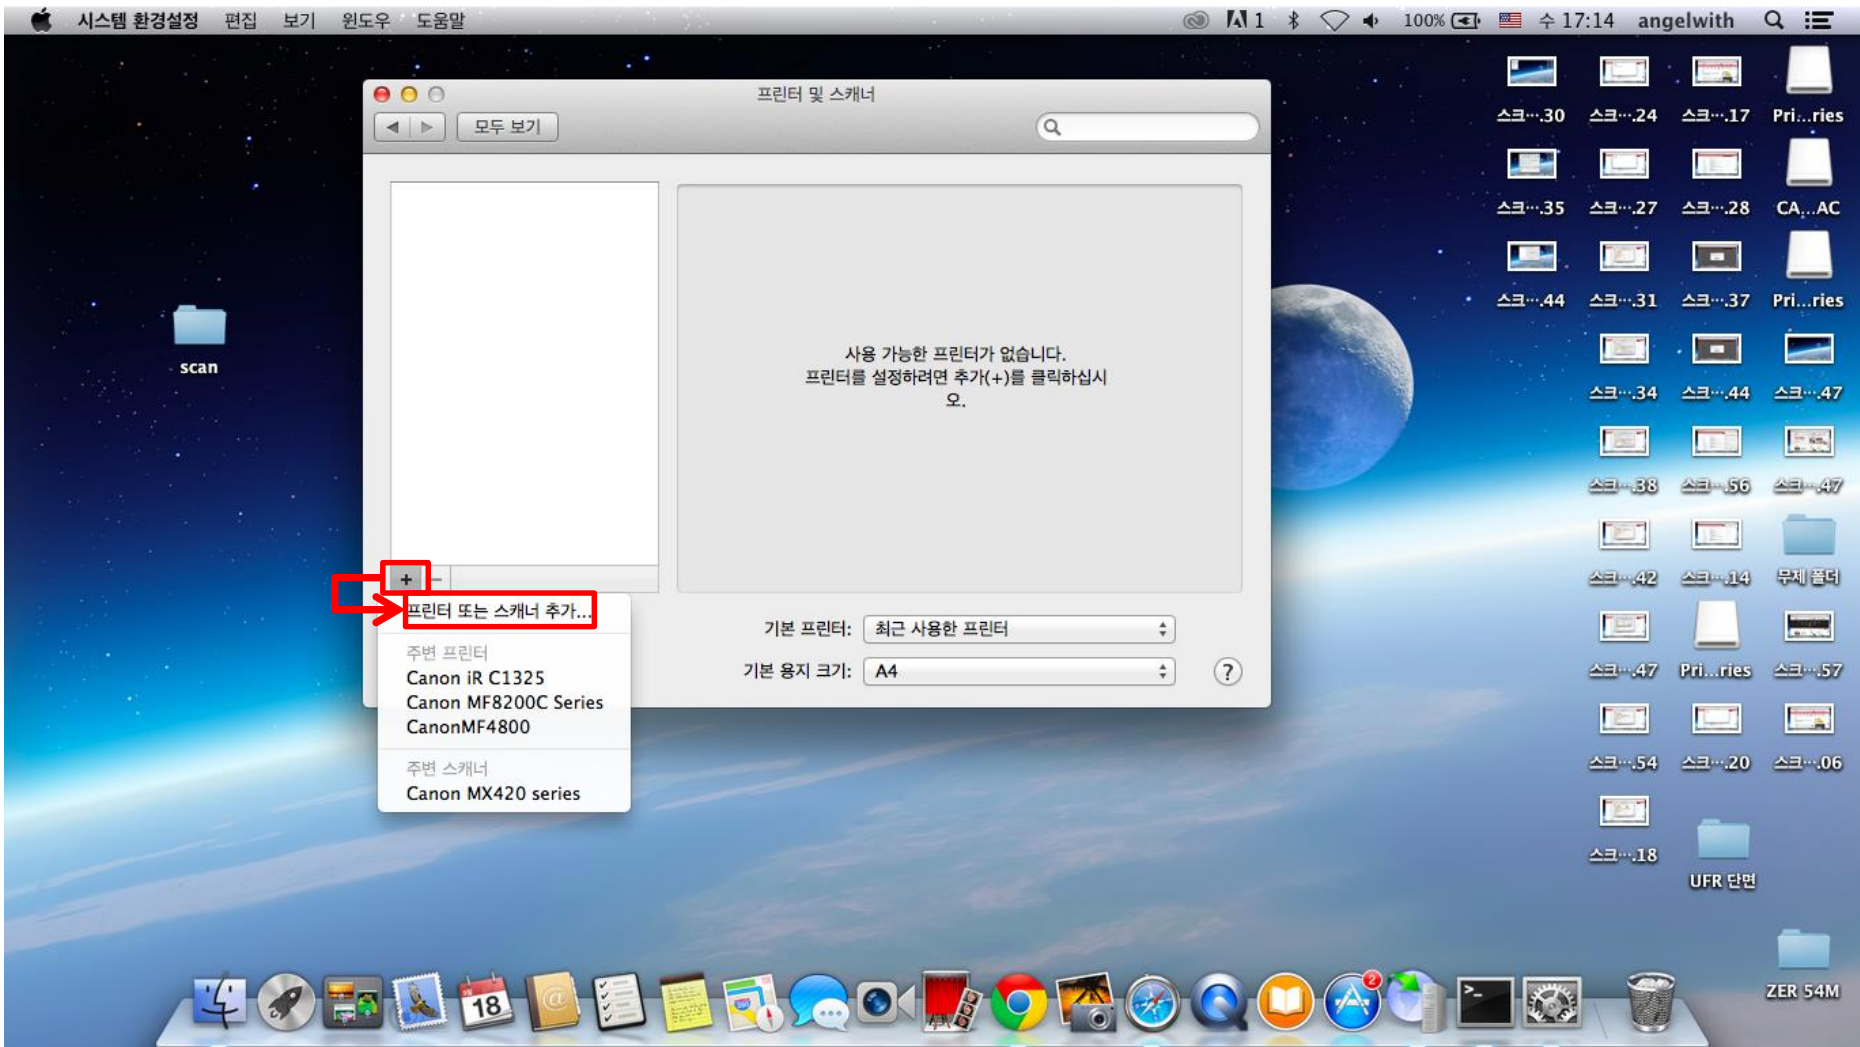 시스템 환경설정 편집 보기 윈도우 도움말
1 100% 수 17:14 angelwith
프린터 및 스캐너
모두 보기
사용 가능한 프린터가 없습니다.
프린터를 설정하려면 추가(+)를 클릭하십시
오.
+ −
프린터 또는 스캐너 추가...
주변 프린터
Canon iR C1325
Canon MF8200C Series
CanonMF4800
주변 스캐너
Canon MX420 series
기본 프린터: 최근 사용한 프린터
기본 용지 크기: A4
?
scan
스크….30 스크….24 스크….17 Pri...ries
스크….35 스크….27 스크….28 CA...AC
스크….44 스크….31 스크….37 Pri...ries
스크….34 스크….44 스크….47
스크….38 스크….56 스크….47
스크….42 스크….14 무제 폴더
스크….47 Pri...ries 스크….57
스크….54 스크….20 스크….06
스크….18
UFR 단면
ZER 54M
18
2